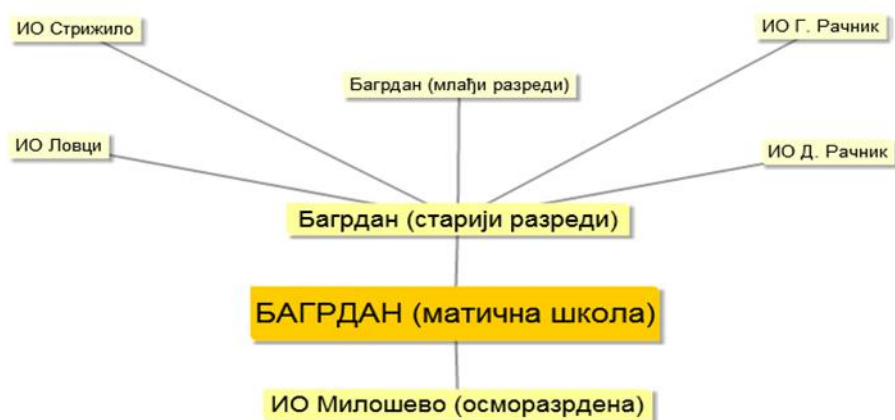 ИО Стрижило
ИО Г. Рачник
Багрдан (млађи разреди)
ИО Ловци
ИО Д. Рачник
Багрдан (старији разреди)
БАГРДАН (матична школа)
ИО Милошево (осморазрдена)